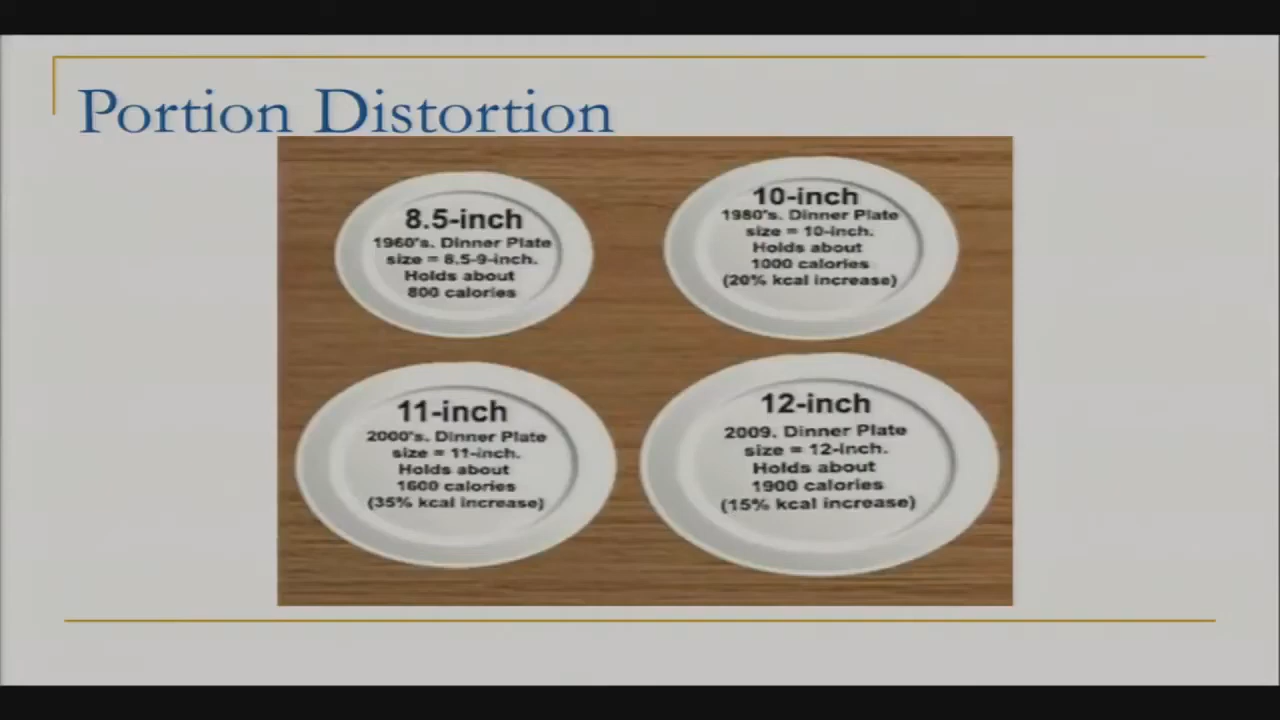 Portion Distortion
8.5-inch
1960's. Dinner Plate
size = 8.5-9-inch.
Holds about
800 calories
10-inch
1980's. Dinner Plate
size = 10-inch.
Holds about
1000 calories
(20% kcal increase)
11-inch
2000's. Dinner Plate
size = 11-inch.
Holds about
1600 calories
(35% kcal increase)
12-inch
2009. Dinner Plate
size = 12-inch.
Holds about
1900 calories
(15% kcal increase)